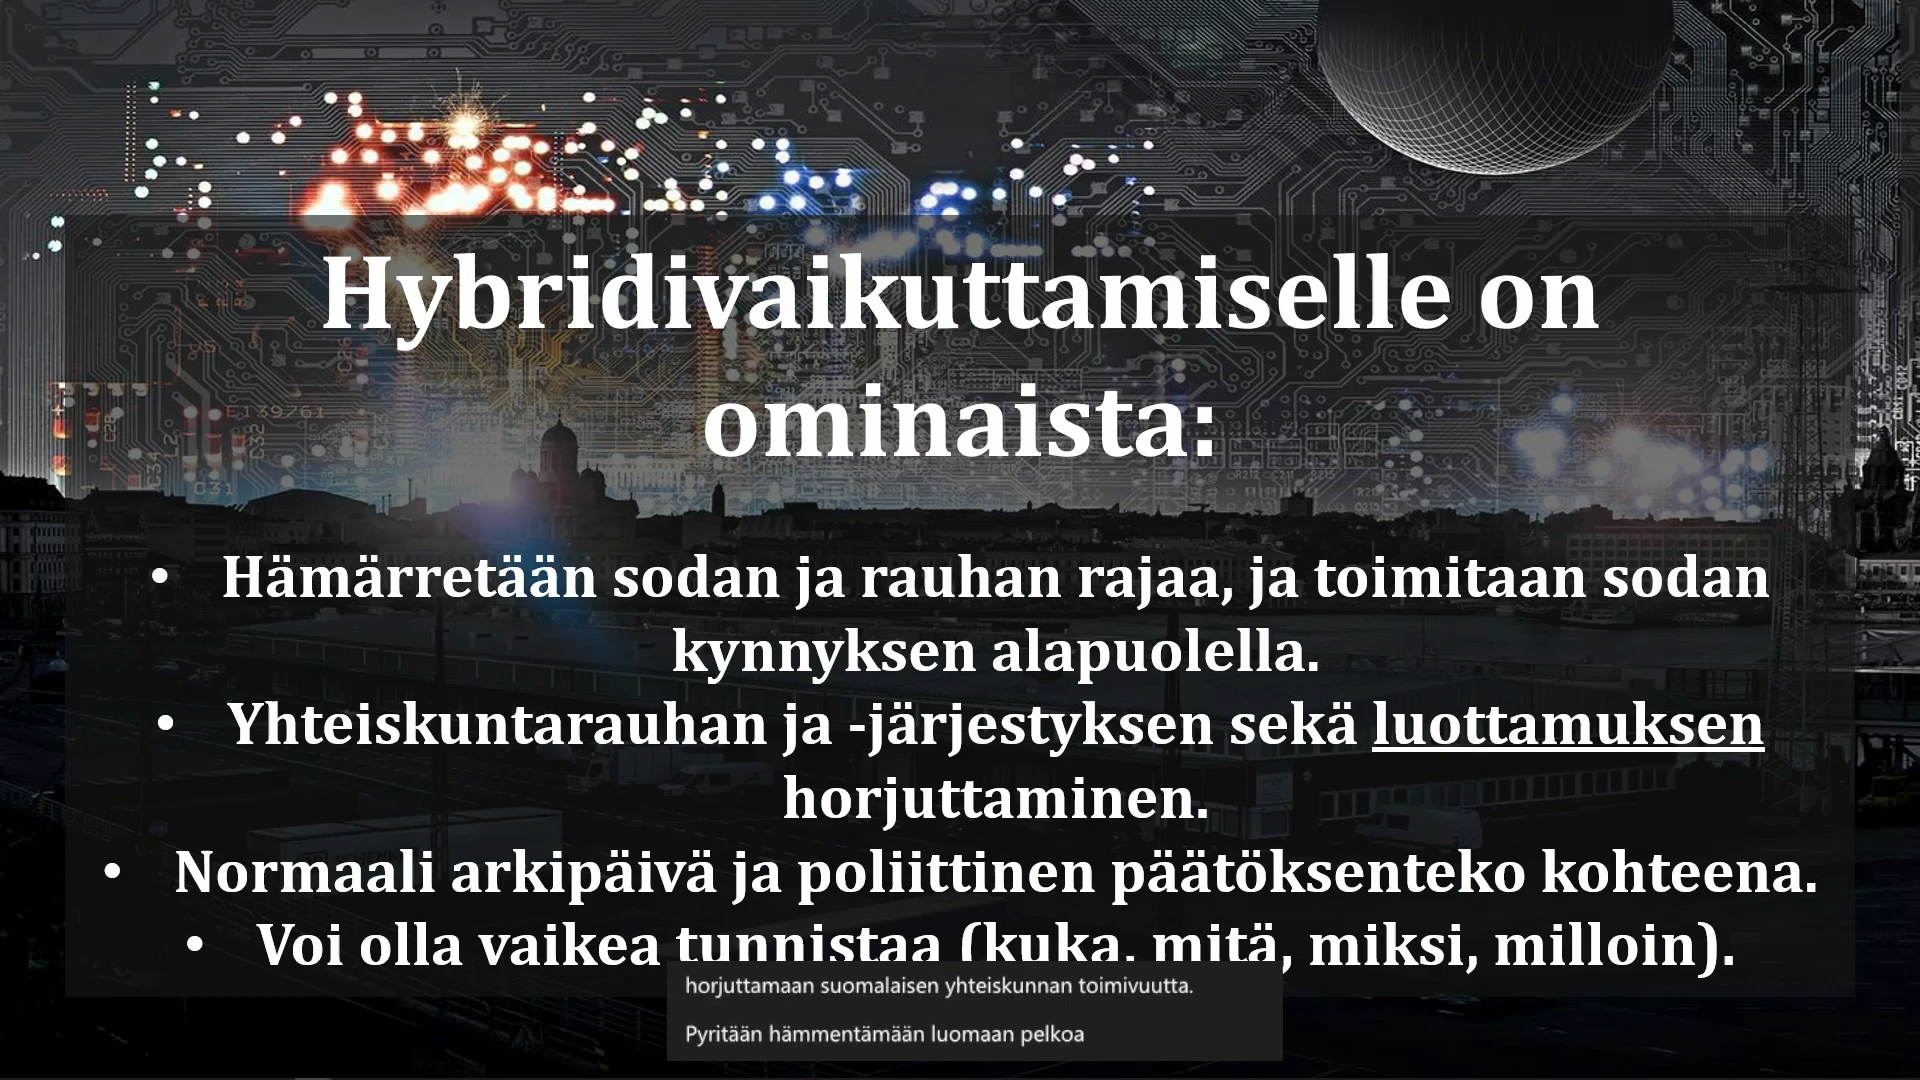 Hybridivaikuttamiselle on
ominaista:
• Hämärretään sodan ja rauhan rajaa, ja toimitaan sodan
kynnyksen alapuolella.
• Yhteiskuntarauhan ja -järjestyksen sekä luottamuksen
horjuttaminen.
• Normaali arkipäivä ja poliittinen päätöksenteko kohteena.
• Voi olla vaikea tunnistaa (kuka, mitä, miksi, milloin).
horjuttamaan suomalaisen yhteiskunnan toimivuutta.
Pyritään hämmentämään luomaan pelkoa
E139761
C31